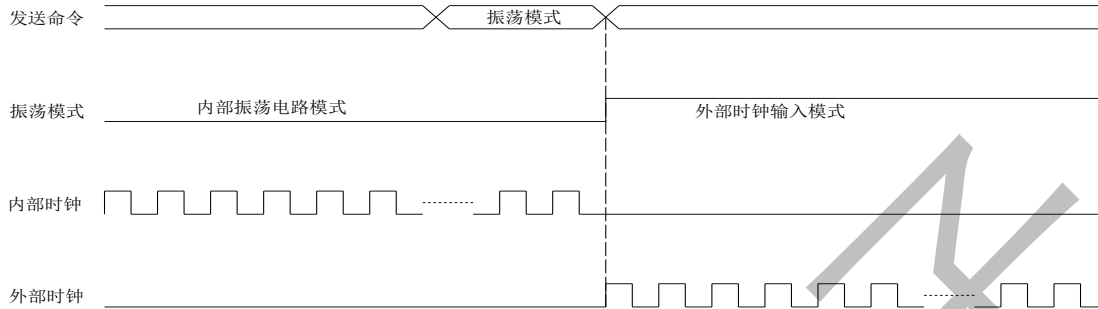 发送命令
振荡模式
振荡模式
内部振荡电路模式
外部时钟输入模式
内部时钟
外部时钟